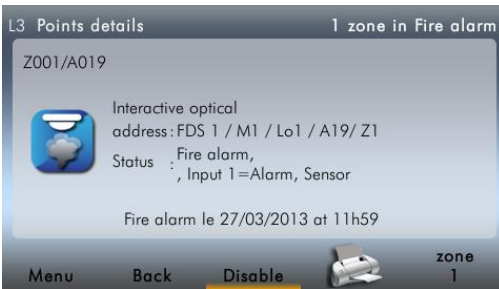 L3 Points details 1 zone in Fire alarm
Z001/A019
Interactive optical
address : FDS 1 / M1 / Lo1 / A19/ Z1
Status : Fire alarm,
, Input 1=Alarm, Sensor
Fire alarm le 27/03/2013 at 11h59
Menu Back Disable zone
1